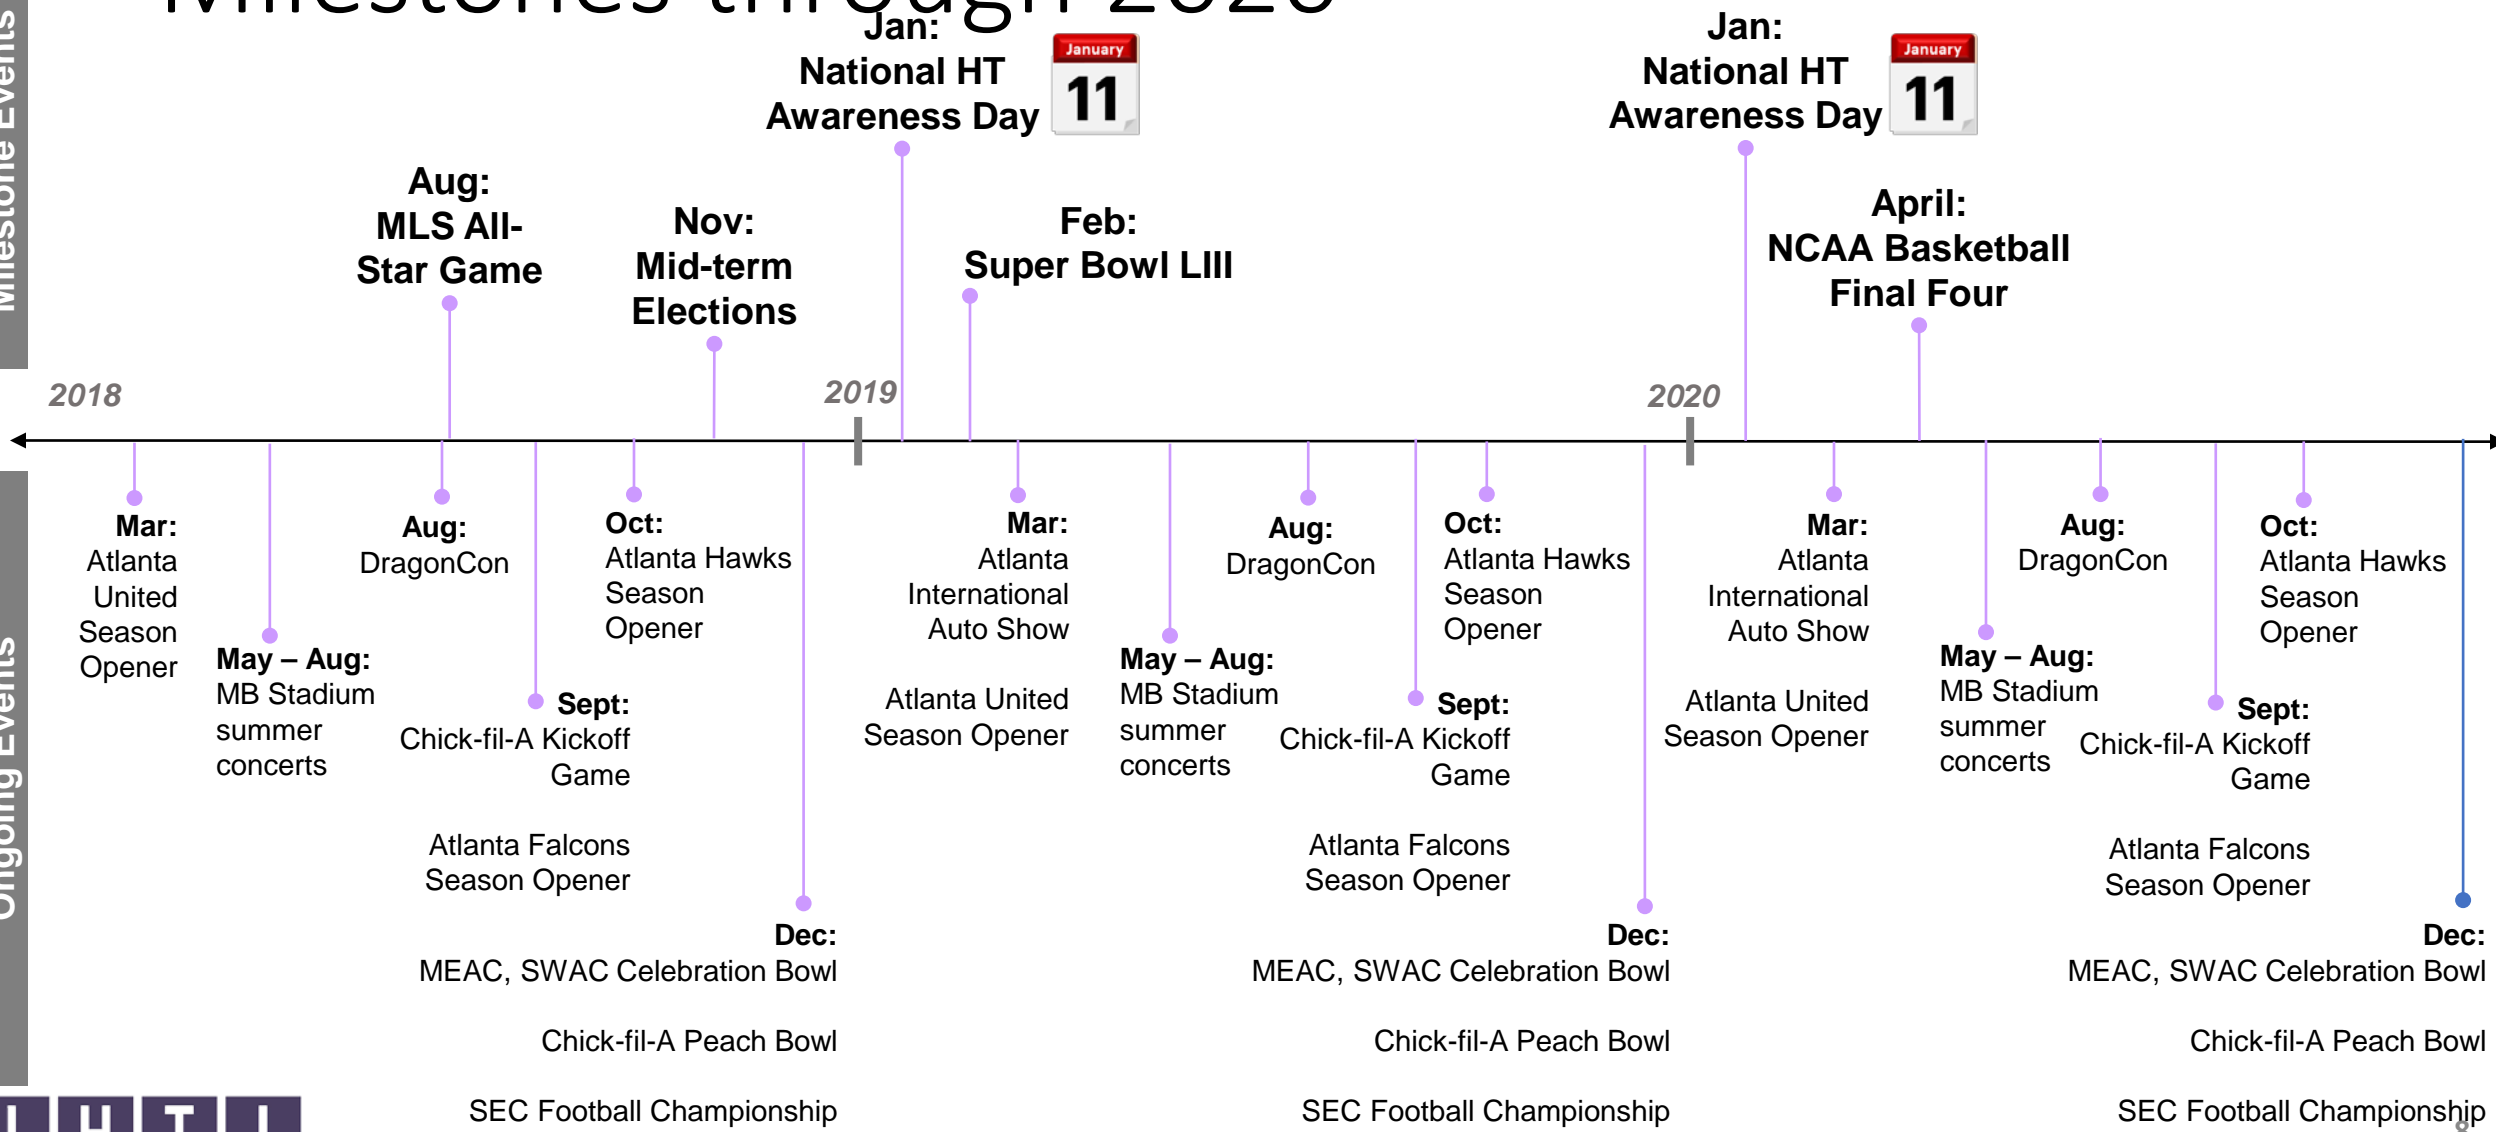 Milestones through 2020
Milestone Events
Jan:
National HT
Awareness Day
January
11
Jan:
National HT
Awareness Day
January
11
Aug:
MLS All-
Star Game
Nov:
Mid-term
Elections
Feb:
Super Bowl LIII
April:
NCAA Basketball
Final Four
2018
2019
2020
Ongoing Events
Mar:
Atlanta
United
Season
Opener
May – Aug:
MB Stadium
summer
concerts
Aug:
DragonCon
Sept:
Chick-fil-A Kickoff
Game
Atlanta Falcons
Season Opener
Oct:
Atlanta Hawks
Season
Opener
Dec:
MEAC, SWAC Celebration Bowl
Chick-fil-A Peach Bowl
SEC Football Championship
Mar:
Atlanta
International
Auto Show
Atlanta United
Season Opener
May – Aug:
MB Stadium
summer
concerts
Aug:
DragonCon
Sept:
Chick-fil-A Kickoff
Game
Atlanta Falcons
Season Opener
Oct:
Atlanta Hawks
Season
Opener
Dec:
MEAC, SWAC Celebration Bowl
Chick-fil-A Peach Bowl
SEC Football Championship
Mar:
Atlanta
International
Auto Show
Atlanta United
Season Opener
May – Aug:
MB Stadium
summer
concerts
Aug:
DragonCon
Sept:
Chick-fil-A Kickoff
Game
Atlanta Falcons
Season Opener
Oct:
Atlanta Hawks
Season
Opener
Dec:
MEAC, SWAC Celebration Bowl
Chick-fil-A Peach Bowl
SEC Football Championship